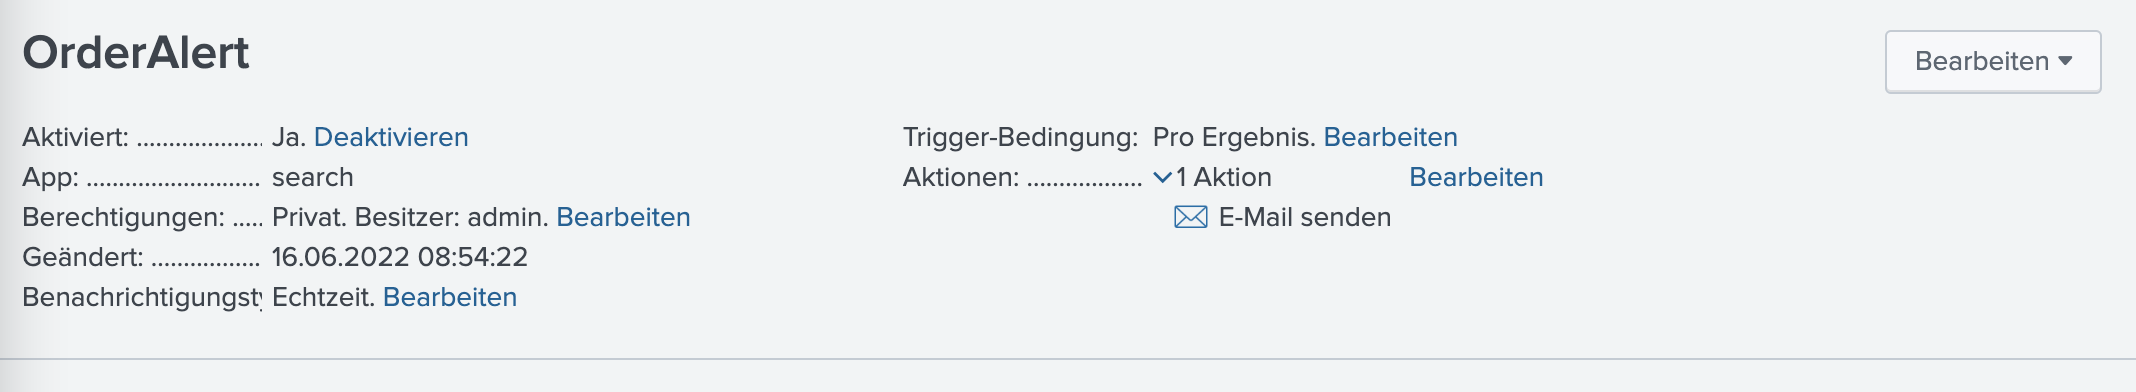 OrderAlert
Bearbeiten
Aktiviert: .................... Ja. Deaktivieren
App: ........................... search
Berechtigungen: ..... Privat. Besitzer: admin. Bearbeiten
Geändert: ................. 16.06.2022 08:54:22
Benachrichtigungsty Echtzeit. Bearbeiten
Trigger-Bedingung: Pro Ergebnis. Bearbeiten
Aktionen: .................. 1 Aktion Bearbeiten
E-Mail senden